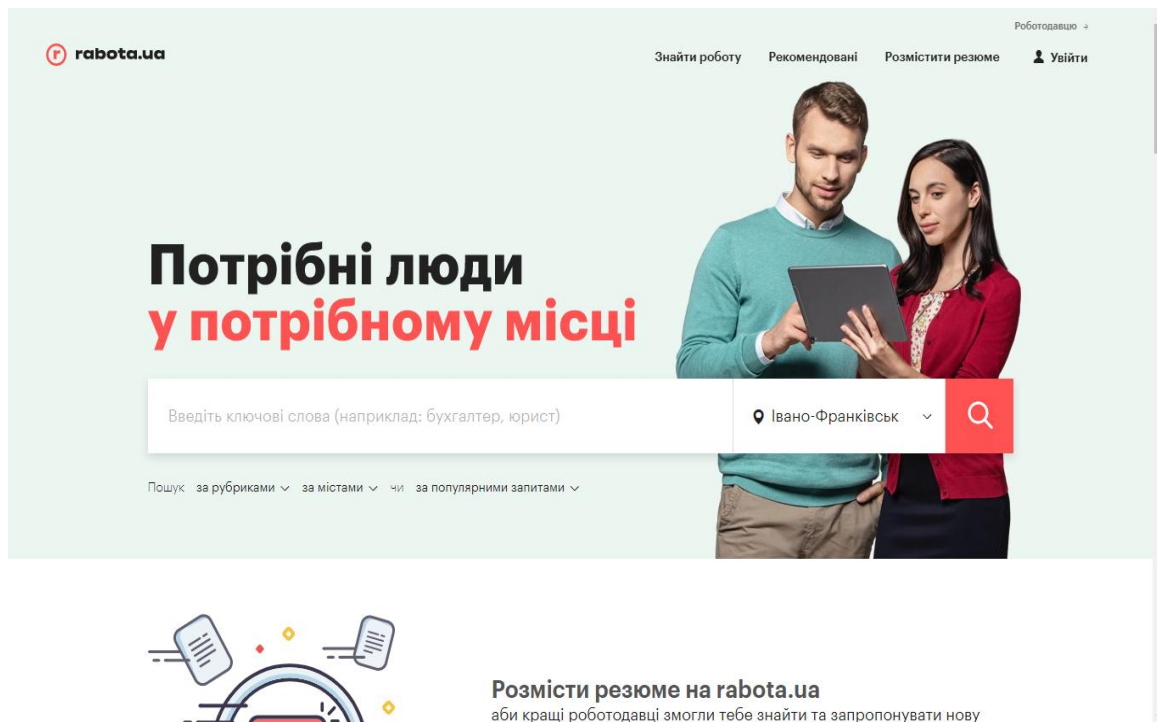 Роботодавцю
rabota.ua
Знайти роботу Рекомендовані Розмістити резюме Увійти
Потрібні люди
у потрібному місці
Введіть ключові слова (наприклад: бухгалтер, юрист) Івано-Франківськ
Пошук за рубриками за містами чи за популярними запитами
Розмісти резюме на rabota.ua
аби кращі роботодавці змогли тебе знайти та запропонувати нову